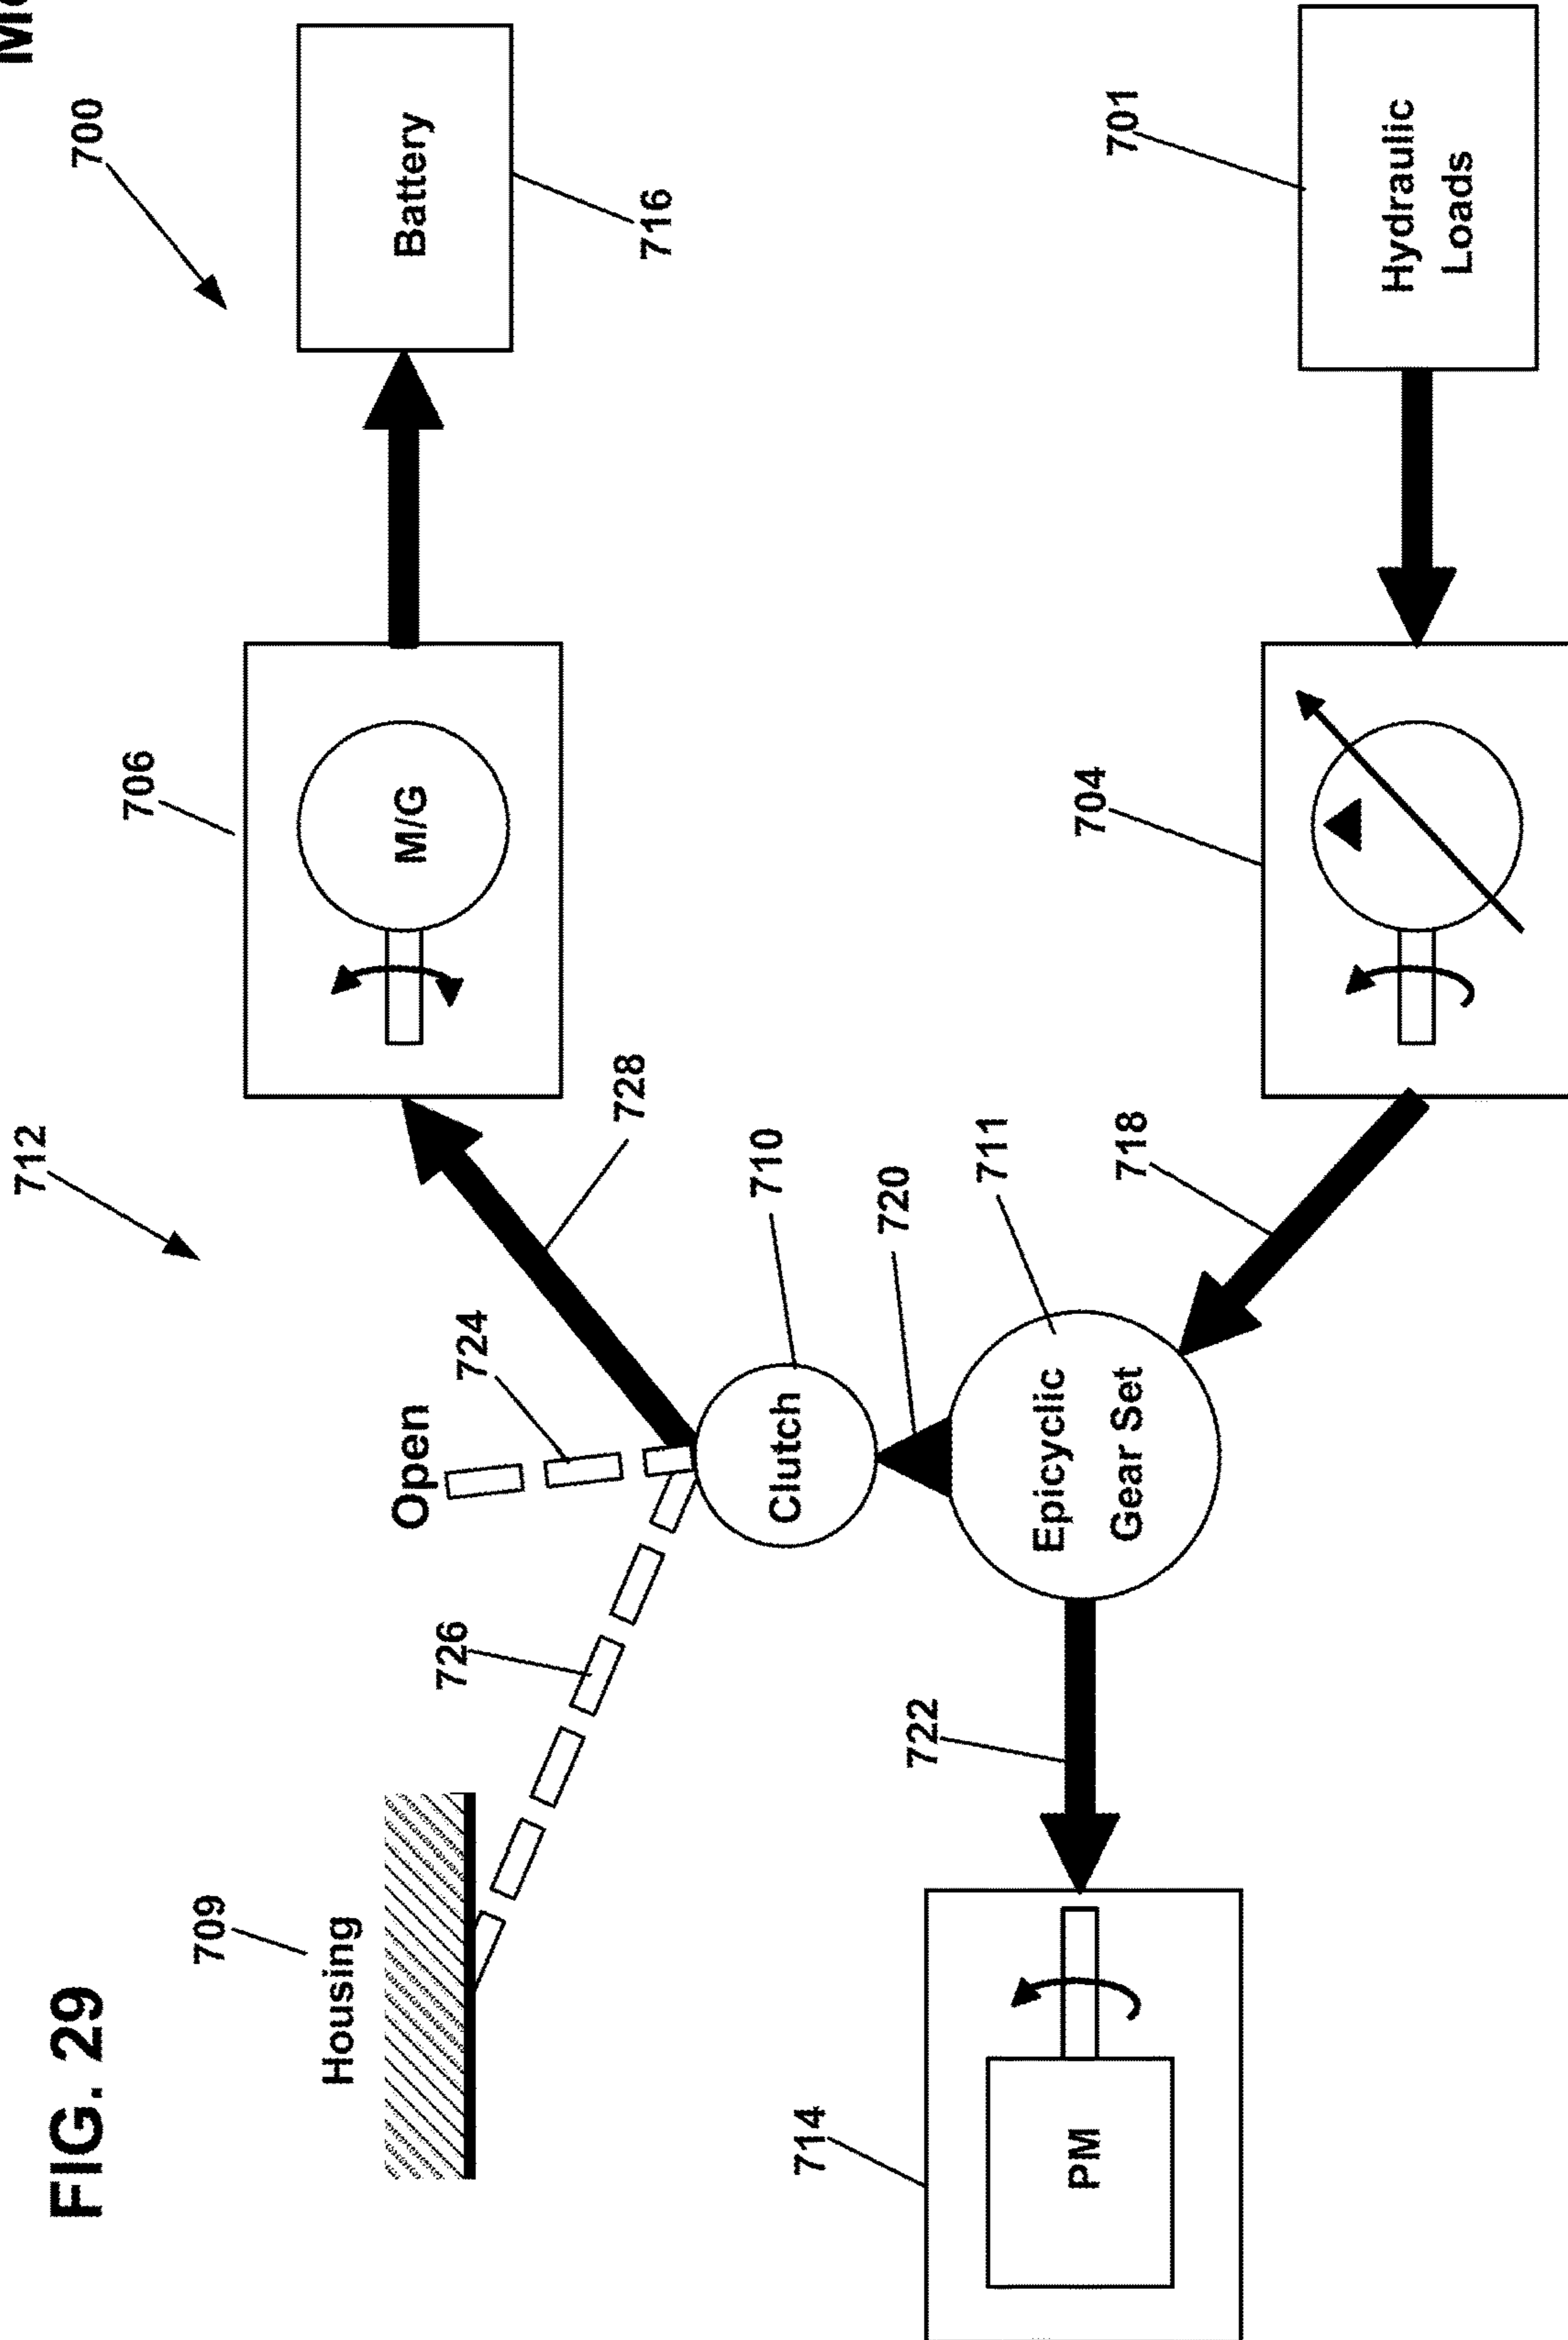 FIG. 29
712
700
709
Housing
726
Open
724
728
706
M/G
Battery
716
Clutch
710
720
Epicyclic
Gear Set
711
718
722
714
PM
704
701
Hydraulic
Loads